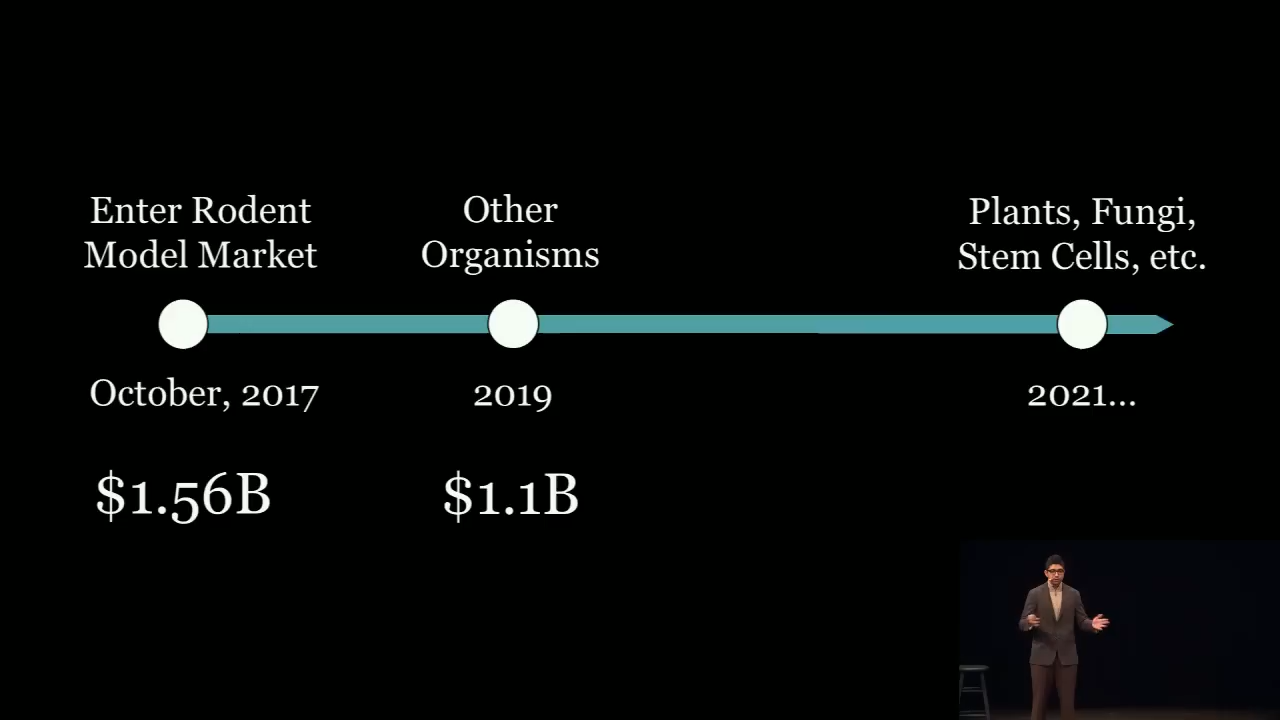 Enter Rodent
Model Market
Other
Organisms
Plants, Fungi,
Stem Cells, etc.
October, 2017
2019
2021...
$1.56B
$1.1B